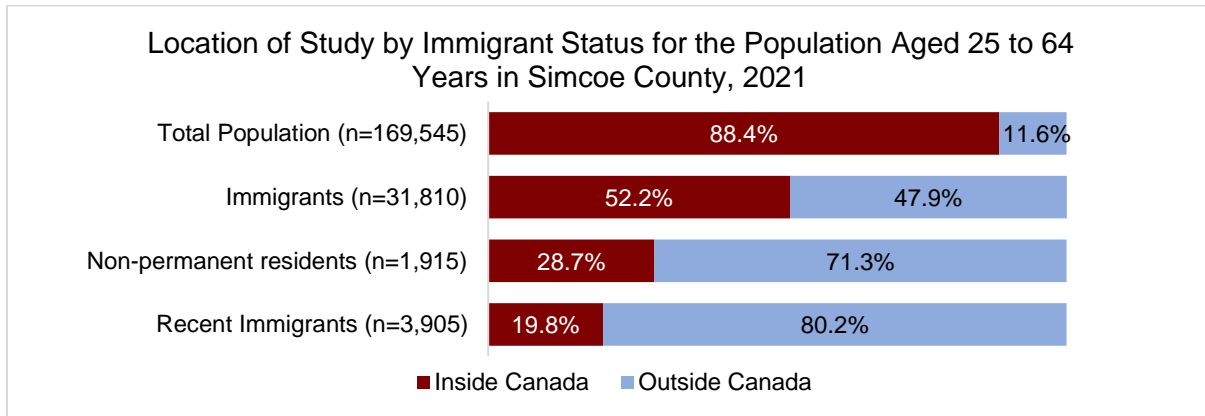 Location of Study by Immigrant Status for the Population Aged 25 to 64
Years in Simcoe County, 2021
Total Population (n=169,545)
88.4%
11.6%
Immigrants (n=31,810)
52.2%
47.9%
Non-permanent residents (n=1,915)
28.7%
71.3%
Recent Immigrants (n=3,905)
19.8%
80.2%
Inside Canada
Outside Canada